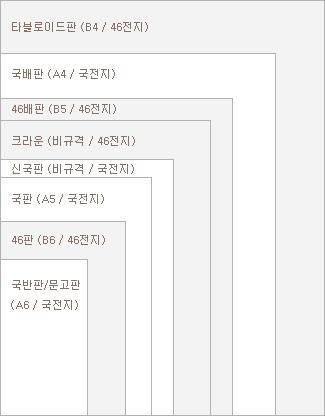 타블로이드판 (B4 / 46전지)
국배판 (A4 / 국전지)
46배판 (B5 / 46전지)
크라운 (비규격 / 46전지)
신국판 (비규격 / 국전지)
국판 (A5 / 국전지)
46판 (B6 / 46전지)
국반판/문고판
(A6 / 국전지)